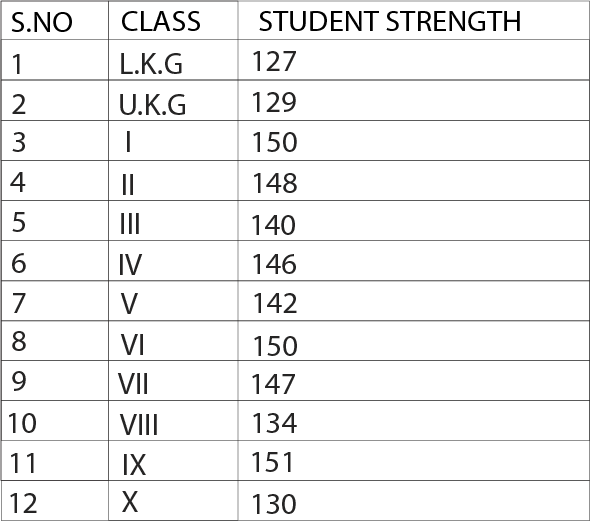 S.NO CLASS STUDENT STRENGTH
1 L.K.G 127
2 U.K.G 129
3 I 150
4 II 148
5 III 140
6 IV 146
7 V 142
8 VI 150
9 VII 147
10 VIII 134
11 IX 151
12 X 130